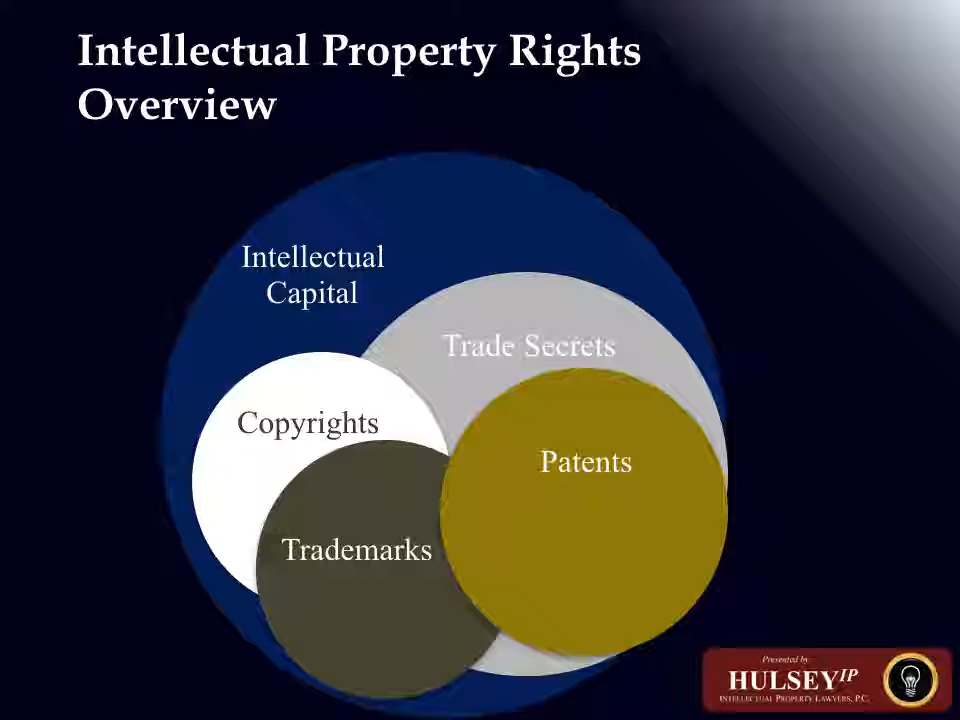 Intellectual Property Rights
Overview
Intellectual
Capital
Trade Secrets
Copyrights
Patents
Trademarks
Presented by
HULSEYIP
INTELLECTUAL PROPERTY LAWYERS, P.C.